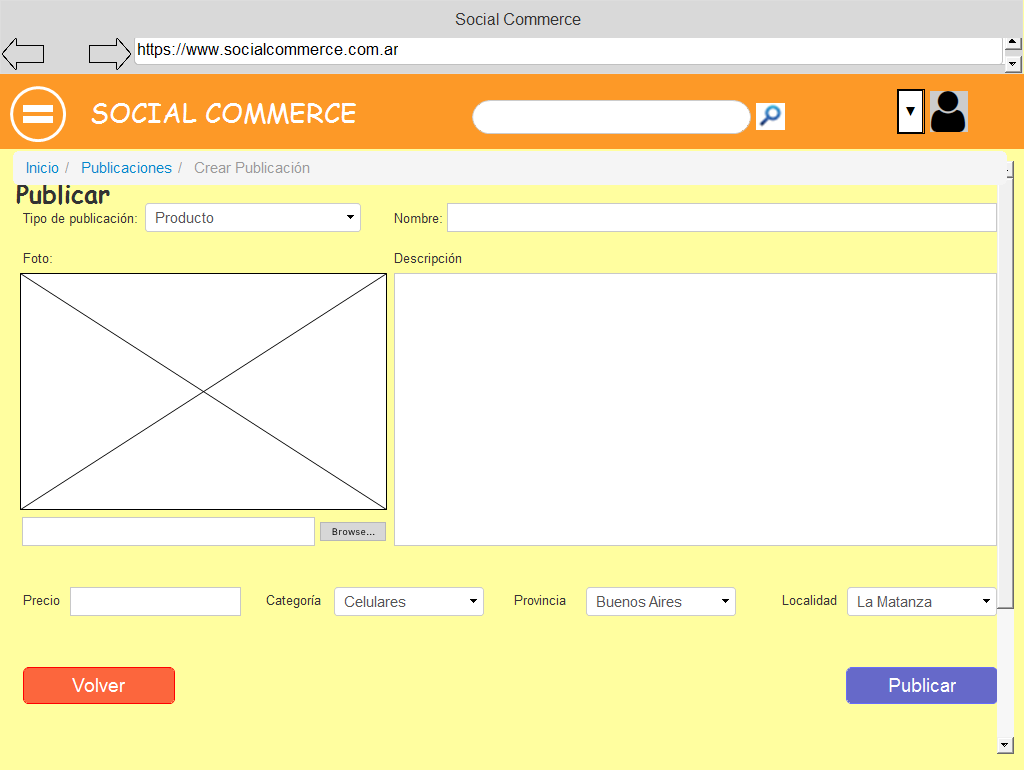 Social Commerce
https://www.socialcommerce.com.ar
SOCIAL COMMERCE
Inicio / Publicaciones / Crear Publicación
Publicar
Tipo de publicación: Producto Nombre:
Foto: Descripción
Browse...
Precio Categoría Celulares Provincia Buenos Aires Localidad La Matanza
Volver Publicar